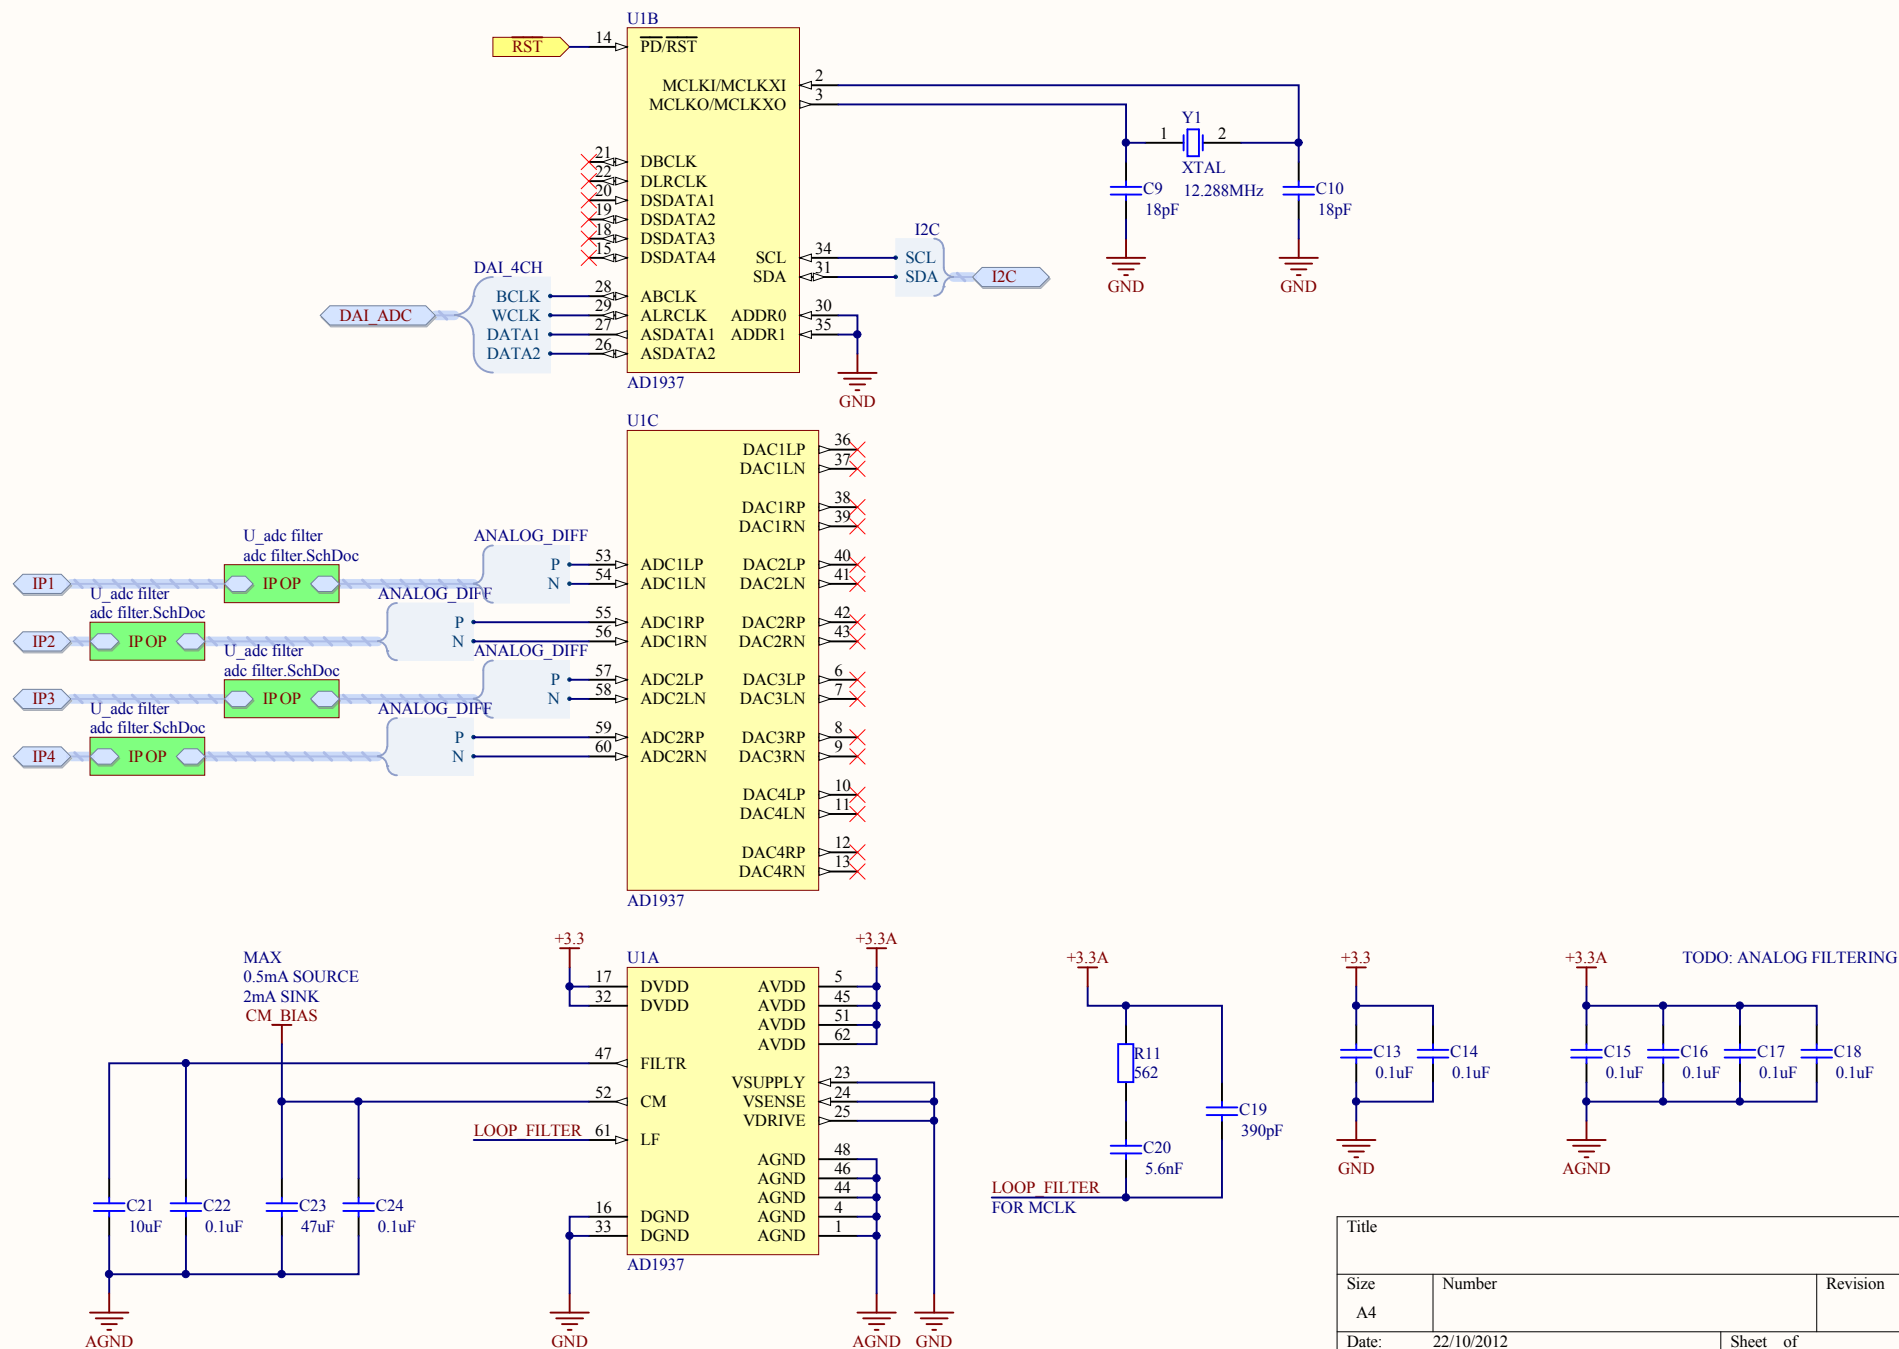 U1B
RST
14
PD/RST
MCLKI/MCLKXI
2
MCLKO/MCLKXO
3
Y1
1
2
XTAL
12.288MHz
C9
18pF
C10
18pF
GND
GND
21
DBCLK
22
DLRCLK
20
DSDATA1
19
DSDATA2
18
DSDATA3
15
DSDATA4
SCL
34
SDA
31
I2C
SCL
SDA
I2C
DAI_4CH
DAI_ADC
BCLK
28
ABCLK
WCLK
29
ALRCLK
DATA1
27
ASDATA1
DATA2
26
ASDATA2
ADDR0
30
ADDR1
35
GND
AD1937
U1C
DAC1LP
36
DAC1LN
37
DAC1RP
38
DAC1RN
39
U_adc filter
adc filter.SchDoc
ANALOG_DIFF
IP1
IP OP
P
53
ADC1LP
N
54
ADC1LN
DAC2LP
40
DAC2LN
41
U_adc filter
adc filter.SchDoc
ANALOG_DIFF
IP2
IP OP
P
55
ADC1RP
N
56
ADC1RN
DAC2RP
42
DAC2RN
43
U_adc filter
adc filter.SchDoc
ANALOG_DIFF
IP3
IP OP
P
57
ADC2LP
N
58
ADC2LN
DAC3LP
6
DAC3LN
7
U_adc filter
adc filter.SchDoc
ANALOG_DIFF
IP4
IP OP
P
59
ADC2RP
N
60
ADC2RN
DAC3RP
8
DAC3RN
9
DAC4LP
10
DAC4LN
11
DAC4RP
12
DAC4RN
13
AD1937
MAX
0.5mA SOURCE
2mA SINK
CM_BIAS
+3.3
U1A
+3.3A
17
DVDD
32
DVDD
AVDD
5
AVDD
45
AVDD
51
AVDD
62
47
FILTR
52
CM
LOOP_FILTER
61
LF
VSUPPLY
23
VSENSE
24
VDRIVE
25
AGND
48
AGND
46
AGND
44
AGND
4
AGND
1
16
DGND
33
DGND
AD1937
C21
10uF
C22
0.1uF
C23
47uF
C24
0.1uF
AGND
GND
AGND
GND
+3.3A
R11
562
C19
390pF
C20
5.6nF
LOOP_FILTER
FOR MCLK
+3.3
C13
0.1uF
C14
0.1uF
GND
+3.3A
TODO: ANALOG FILTERING
C15
0.1uF
C16
0.1uF
C17
0.1uF
C18
0.1uF
AGND
Title
Size
Number
Revision
A4
Date:
22/10/2012
Sheet of